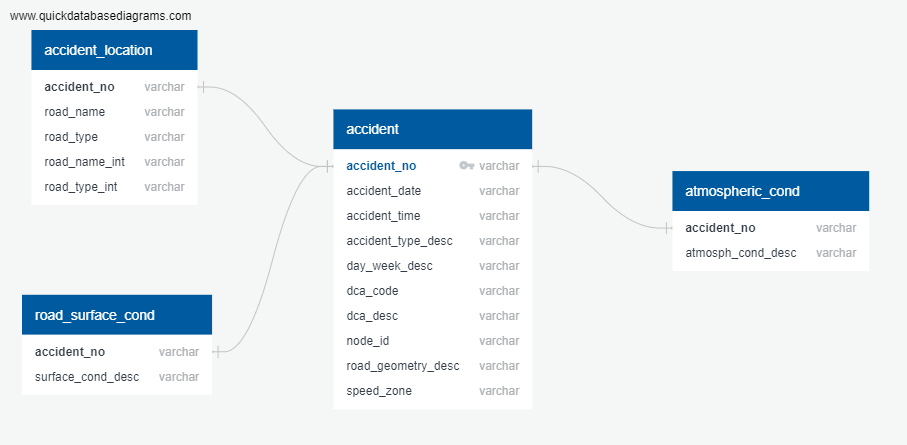 www.quickdatabasediagrams.com
accident_location
accident_no varchar
road_name varchar
road_type varchar
road_name_int varchar
road_type_int varchar
accident
accident_no varchar
accident_date varchar
accident_time varchar
accident_type_desc varchar
day_week_desc varchar
dca_code varchar
dca_desc varchar
node_id varchar
road_geometry_desc varchar
speed_zone varchar
atmospheric_cond
accident_no varchar
atmosph_cond_desc varchar
road_surface_cond
accident_no varchar
surface_cond_desc varchar